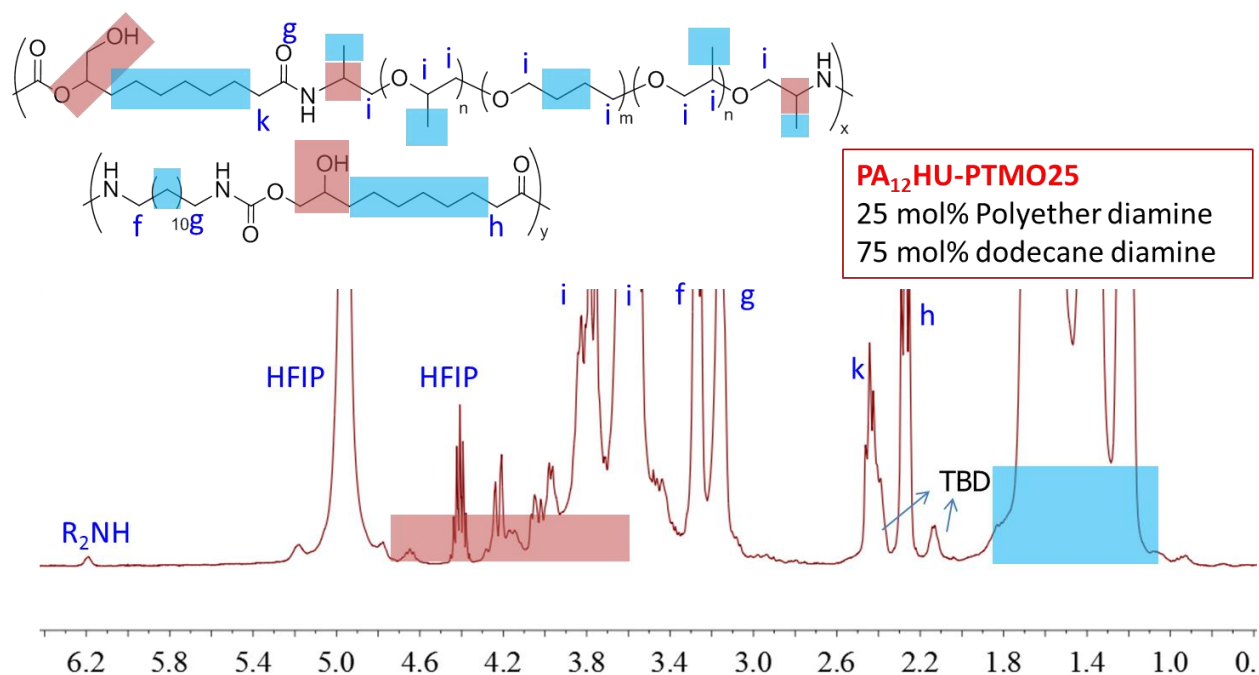 OH
g
O
O
i
i
i
i
H
N
O
O
O
O
O
N
H
k
i
n
i
m
i
i
n
x
H
N
H
N
OH
O
O
O
f
10
g
h
y
PA₁₂HU-PTMO25
25 mol% Polyether diamine
75 mol% dodecane diamine
i
i
f
g
h
k
HFIP
HFIP
TBD
R₂NH
6.2 5.8 5.4 5.0 4.6 4.2 3.8 3.4 3.0 2.6 2.2 1.8 1.4 1.0 0.